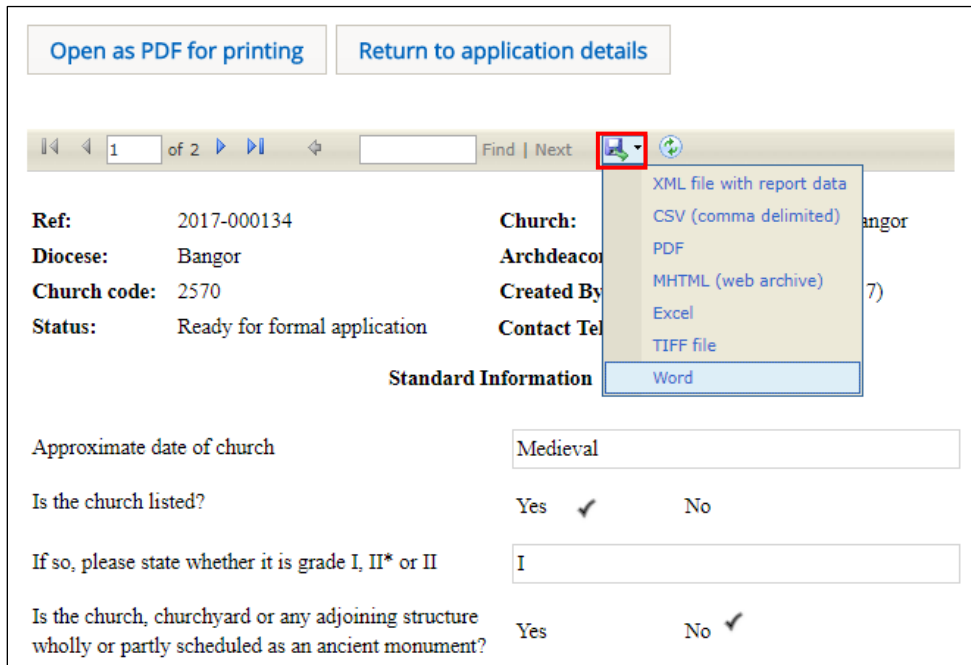 Open as PDF for printing Return to application details
1 of 2 Find | Next
XML file with report data
CSV (comma delimited)
PDF
MHTML (web archive)
Excel
TIFF file
Word
Ref: 2017-000134 Church: angor
Diocese: Bangor Archdeacon
Church code: 2570 Created By 7)
Status: Ready for formal application Contact Tel
Standard Information
Approximate date of church Medieval
Is the church listed? Yes ✓ No
If so, please state whether it is grade I, II* or II I
Is the church, churchyard or any adjoining structure
wholly or partly scheduled as an ancient monument? Yes No ✓